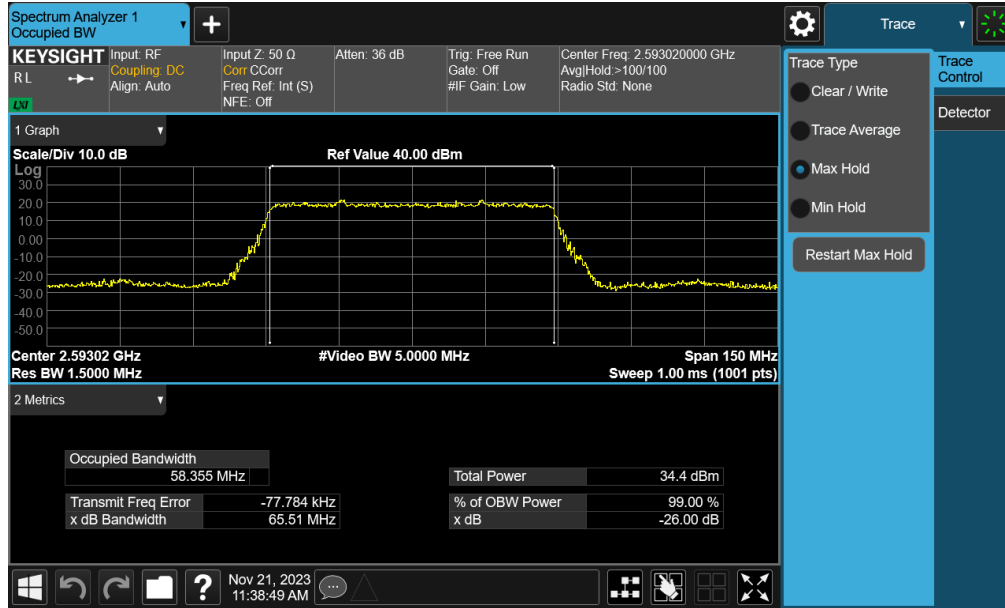 Spectrum Analyzer 1
Occupied BW
Trace
KEYSIGHT
RL
LXI
Input: RF
Coupling: DC
Align: Auto
Input Z: 50 Ω
Corr CCorr
Freq Ref: Int (S)
NFE: Off
Atten: 36 dB
Trig: Free Run
Gate: Off
#IF Gain: Low
Center Freq: 2.593020000 GHz
Avg|Hold:>100/100
Radio Std: None
Trace Type
Clear / Write
Trace Average
Max Hold
Min Hold
Restart Max Hold
Trace
Control
Detector
1 Graph
Scale/Div 10.0 dB
Ref Value 40.00 dBm
Log
30.0
20.0
10.0
0.00
-10.0
-20.0
-30.0
-40.0
-50.0
Center 2.59302 GHz
#Video BW 5.0000 MHz
Span 150 MHz
Res BW 1.5000 MHz
Sweep 1.00 ms (1001 pts)
2 Metrics
Occupied Bandwidth
58.355 MHz
Total Power 34.4 dBm
Transmit Freq Error -77.784 kHz
% of OBW Power 99.00 %
x dB Bandwidth 65.51 MHz
x dB -26.00 dB
?
Nov 21, 2023
11:38:49 AM